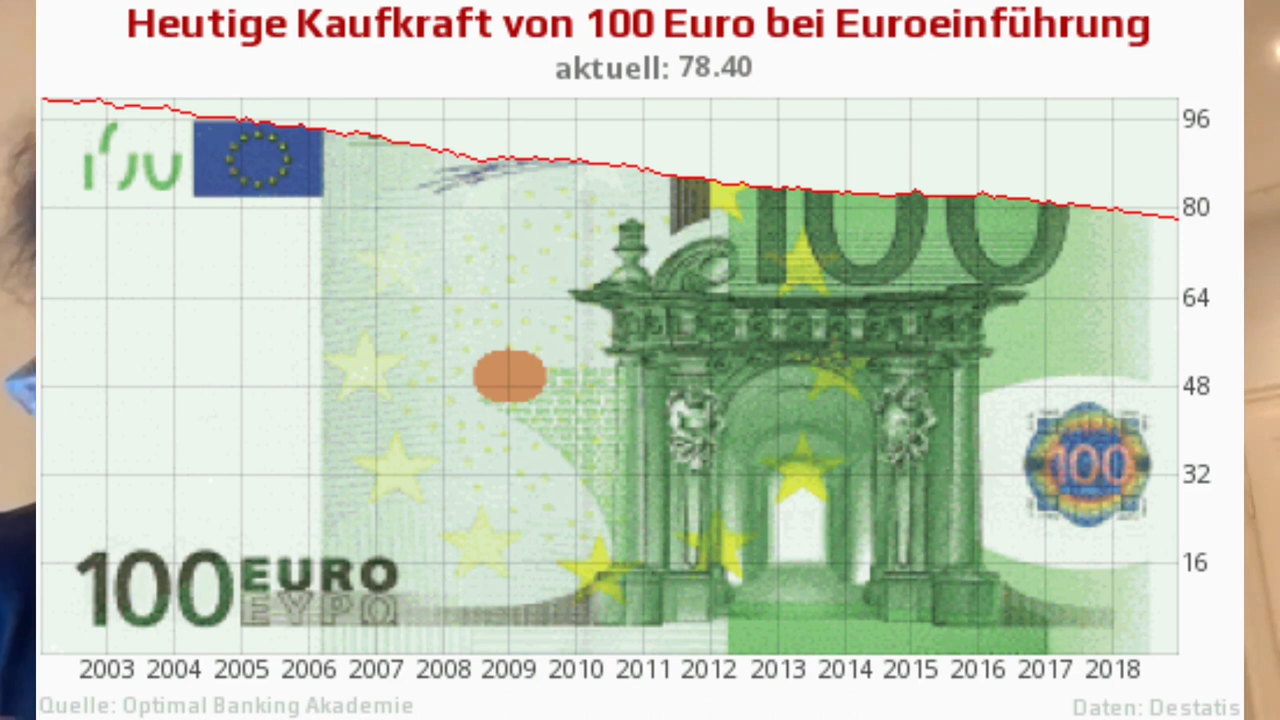 Heutige Kaufkraft von 100 Euro bei Euroeinführung
aktuell: 78.40
96
80
64
48
32
16
100
100
100 EURO
ΕΥΡΩ
2003 2004 2005 2006 2007 2008 2009 2010 2011 2012 2013 2014 2015 2016 2017 2018
Quelle: Optimal Banking Akademie
Daten: Destatis